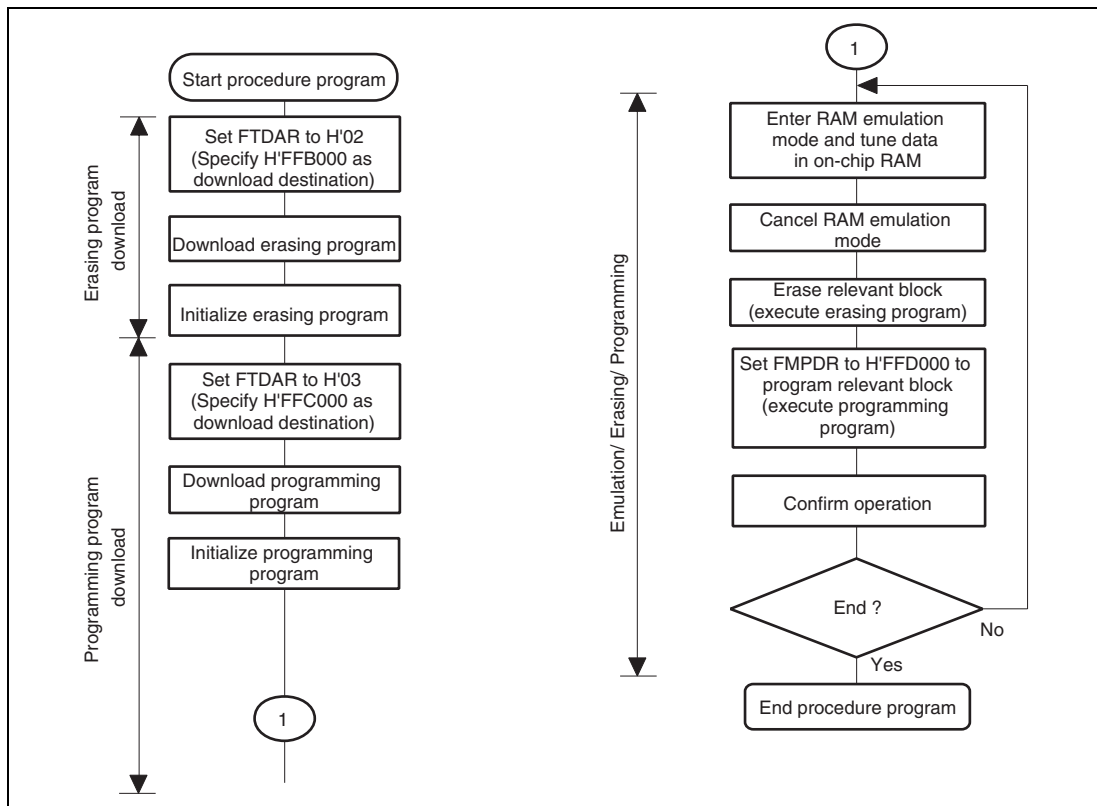 Start procedure program
Erasing program
download
Set FTDAR to H'02
(Specify H'FFB000 as
download destination)
Download erasing program
Initialize erasing program
Programming program
download
Set FTDAR to H'03
(Specify H'FFC000 as
download destination)
Download programming
program
Initialize programming
program
1
1
Emulation/ Erasing/ Programming
Enter RAM emulation
mode and tune data
in on-chip RAM
Cancel RAM emulation
mode
Erase relevant block
(execute erasing program)
Set FMPDR to H'FFD000 to
program relevant block
(execute programming
program)
Confirm operation
End ?
No
Yes
End procedure program